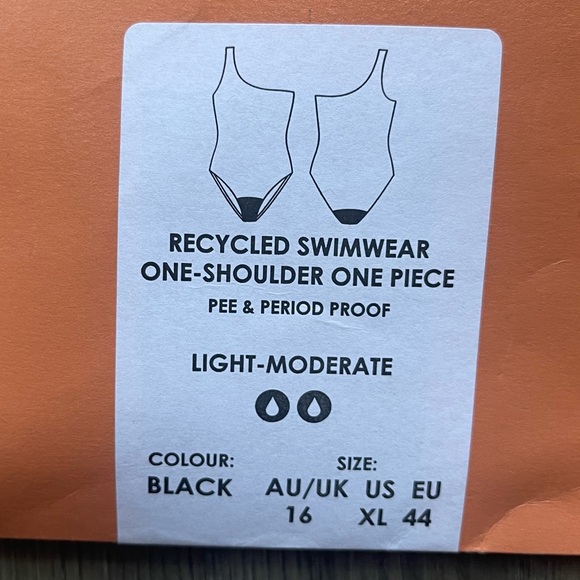 RECYCLED SWIMWEAR
ONE-SHOULDER ONE PIECE
PEE & PERIOD PROOF
LIGHT-MODERATE
COLOUR: SIZE:
BLACK AU/UK US EU
16 XL 44